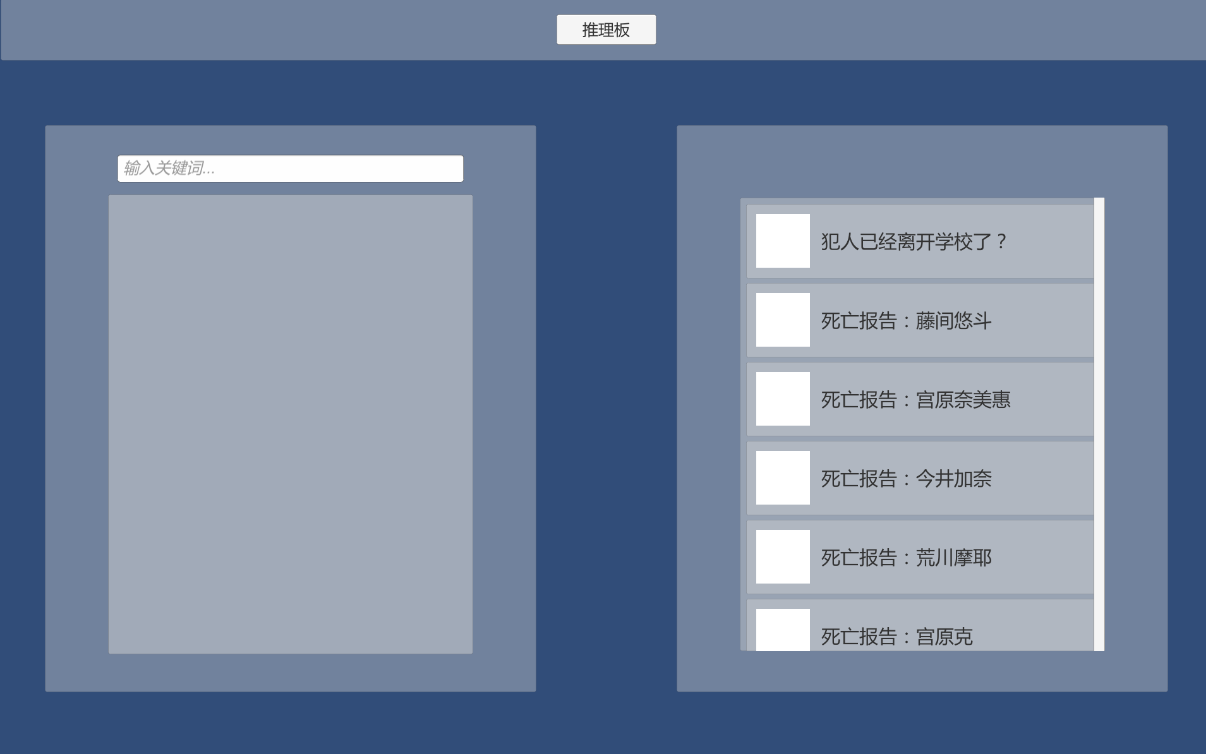 推理板
输入关键词...
犯人已经离开学校了？
死亡报告：藤间悠斗
死亡报告：宫原奈美惠
死亡报告：今井加奈
死亡报告：荒川摩耶
死亡报告：宫原克